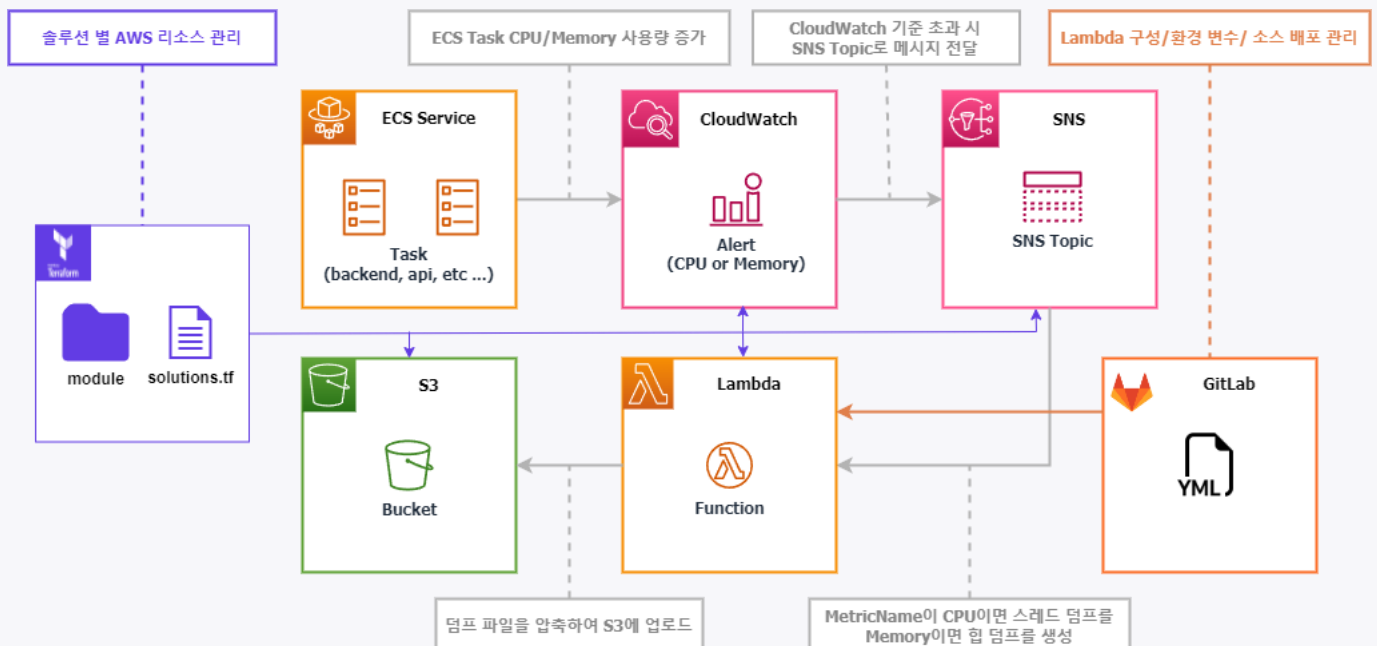 솔루션 별 AWS 리소스 관리
ECS Task CPU/Memory 사용량 증가
CloudWatch 기준 초과 시
SNS Topic로 메시지 전달
Lambda 구성/환경 변수/ 소스 배포 관리
ECS Service
Task
(backend, api, etc ...)
CloudWatch
Alert
(CPU or Memory)
SNS
SNS Topic
Terraform
module
solutions.tf
S3
Bucket
Lambda
Function
GitLab
YML
덤프 파일을 압축하여 S3에 업로드
MetricName이 CPU이면 스레드 덤프를
Memory이면 힙 덤프를 생성